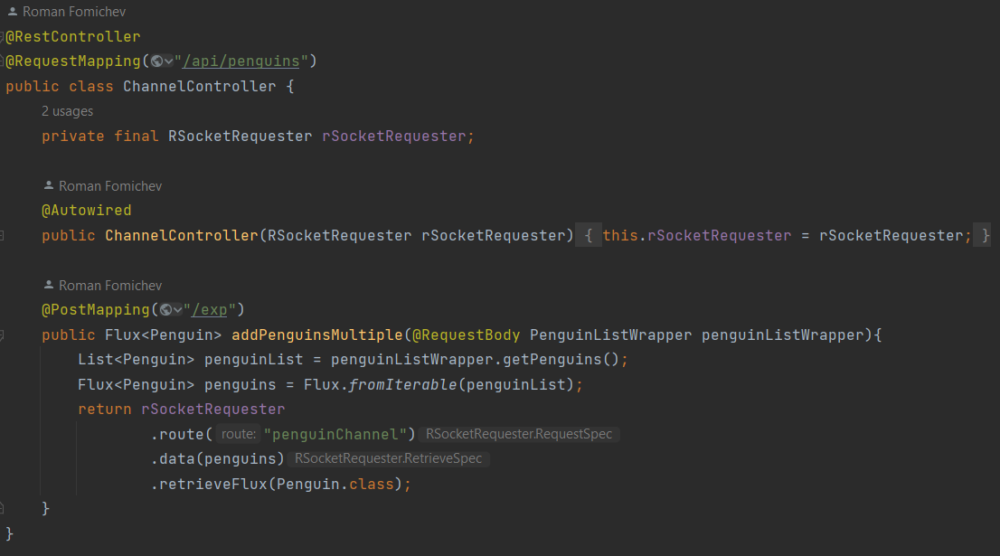 Roman Fomichev
@RestController
@RequestMapping("/api/penguins")
public class ChannelController {
2 usages
private final RSocketRequester rSocketRequester;
Roman Fomichev
@Autowired
public ChannelController(RSocketRequester rSocketRequester) { this.rSocketRequester = rSocketRequester; }
Roman Fomichev
@PostMapping("/exp")
public Flux<Penguin> addPenguinsMultiple(@RequestBody PenguinListWrapper penguinListWrapper){
List<Penguin> penguinList = penguinListWrapper.getPenguins();
Flux<Penguin> penguins = Flux.fromIterable(penguinList);
return rSocketRequester
.route( route: "penguinChannel") RSocketRequester.RequestSpec
.data(penguins) RSocketRequester.RetrieveSpec
.retrieveFlux(Penguin.class);
}
}